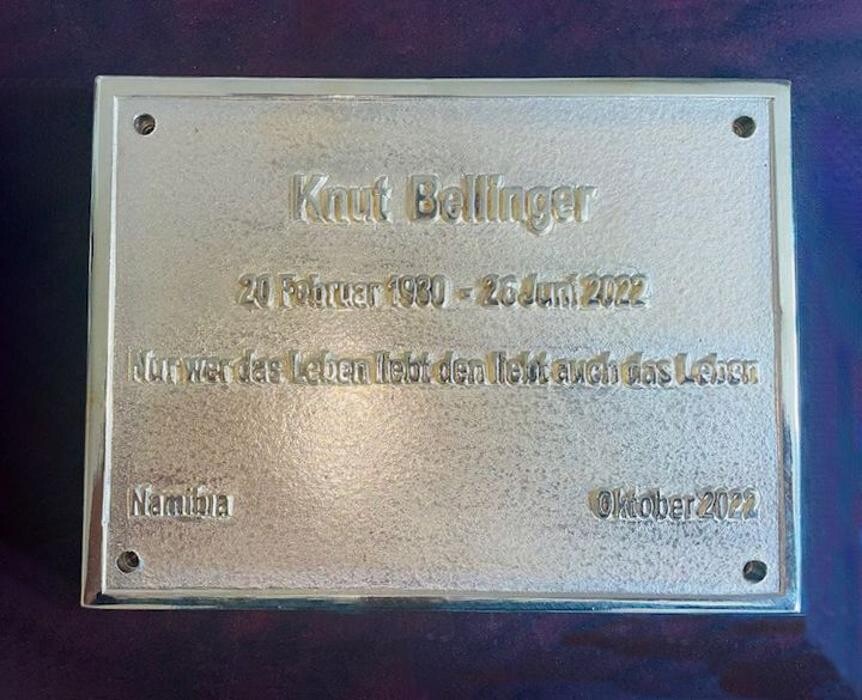 Knut Bellinger
20 Februar 1980 - 26 Juni 2022
Nur wer das Leben liebt den liebt auch das Leben
Namibia
Oktober 2022